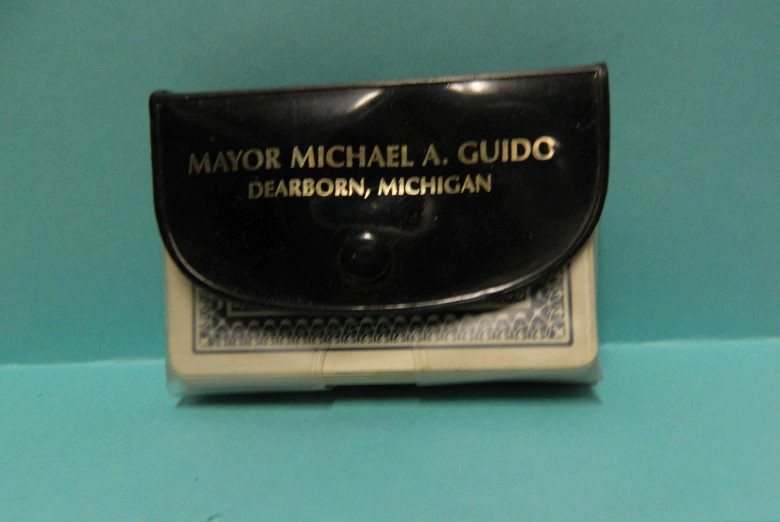 MAYOR MICHAEL A. GUIDO
DEARBORN, MICHIGAN